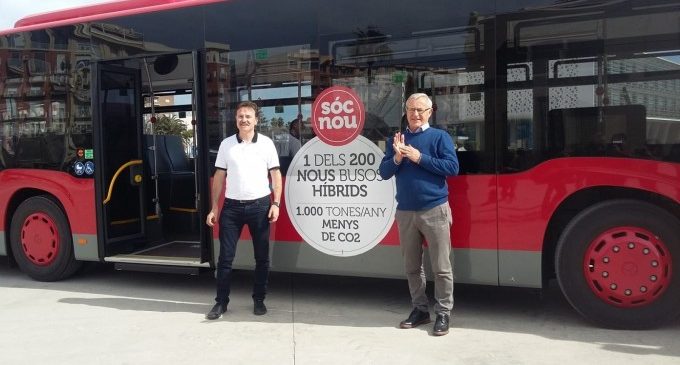 sóc
nou
1 DELS 200
NOUS BUSOS
HÍBRIDS
1.000 TONES/ANY
MENYS
DE CO2